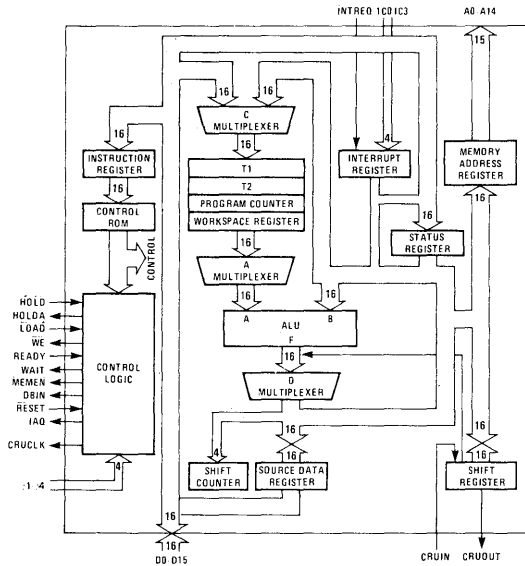 INTREQ 1C0 IC3 A0-A14
15
16
16 16
C
MULTIPLEXER
16 16 4
INSTRUCTION
REGISTER
T1
INTERRUPT
REGISTER
MEMORY
ADDRESS
REGISTER
16
T2
16
CONTROL
ROM
PROGRAM COUNTER
WORKSPACE REGISTER
16
STATUS
REGISTER
CONTROL
16
A
MULTIPLEXER
16 16
HOLD
HOLDA
LOAD
WE
READY
WAIT
MEMEN
DBIN
RESET
IAQ
CRUCLK
CONTROL
LOGIC
A B
ALU
F
16
D
MULTIPLEXER
4 16 16
16 16
SHIFT
COUNTER
SOURCE DATA
REGISTER
SHIFT
REGISTER
4
16
16
D0-D15 CRUIN CRUOUT